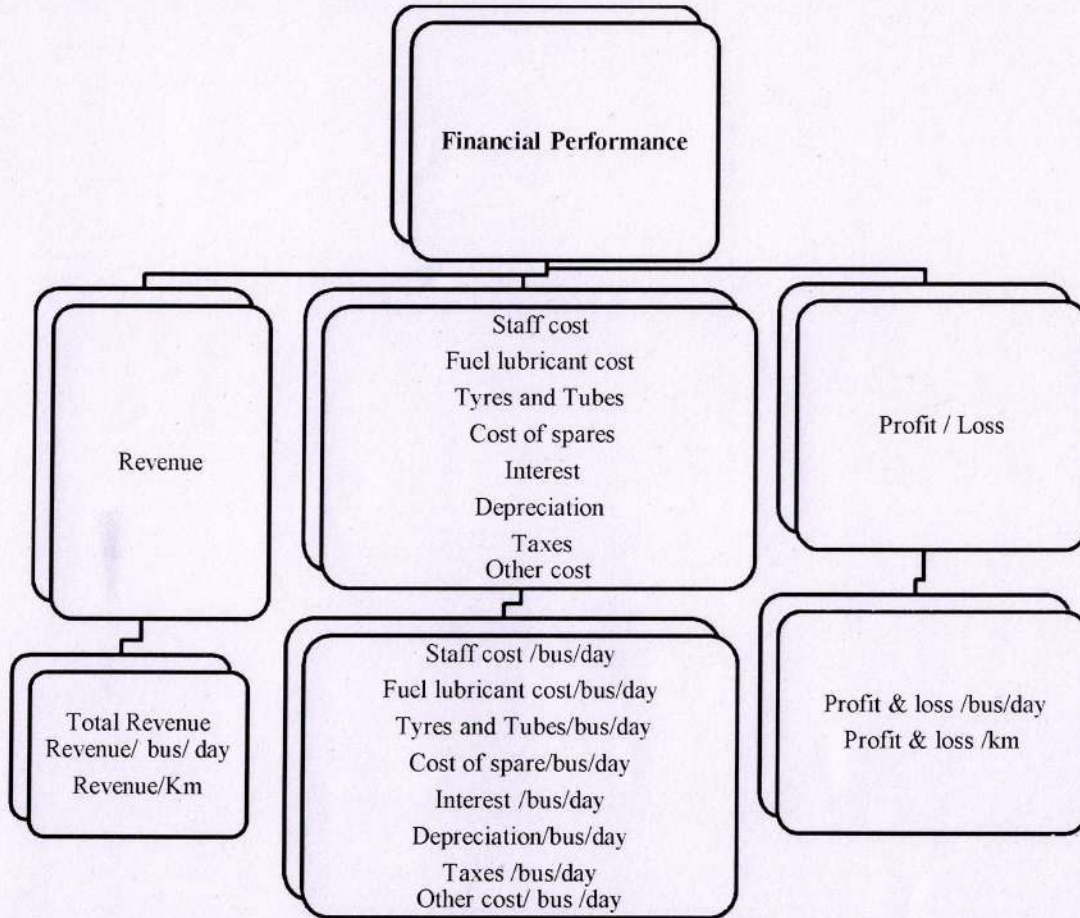 Financial Performance
Revenue
Staff cost
Fuel lubricant cost
Tyres and Tubes
Cost of spares
Interest
Depreciation
Taxes
Other cost
Profit / Loss
Total Revenue
Revenue/ bus/ day
Revenue/Km
Staff cost /bus/day
Fuel lubricant cost/bus/day
Tyres and Tubes/bus/day
Cost of spare/bus/day
Interest /bus/day
Depreciation/bus/day
Taxes /bus/day
Other cost/ bus /day
Profit & loss /bus/day
Profit & loss /km